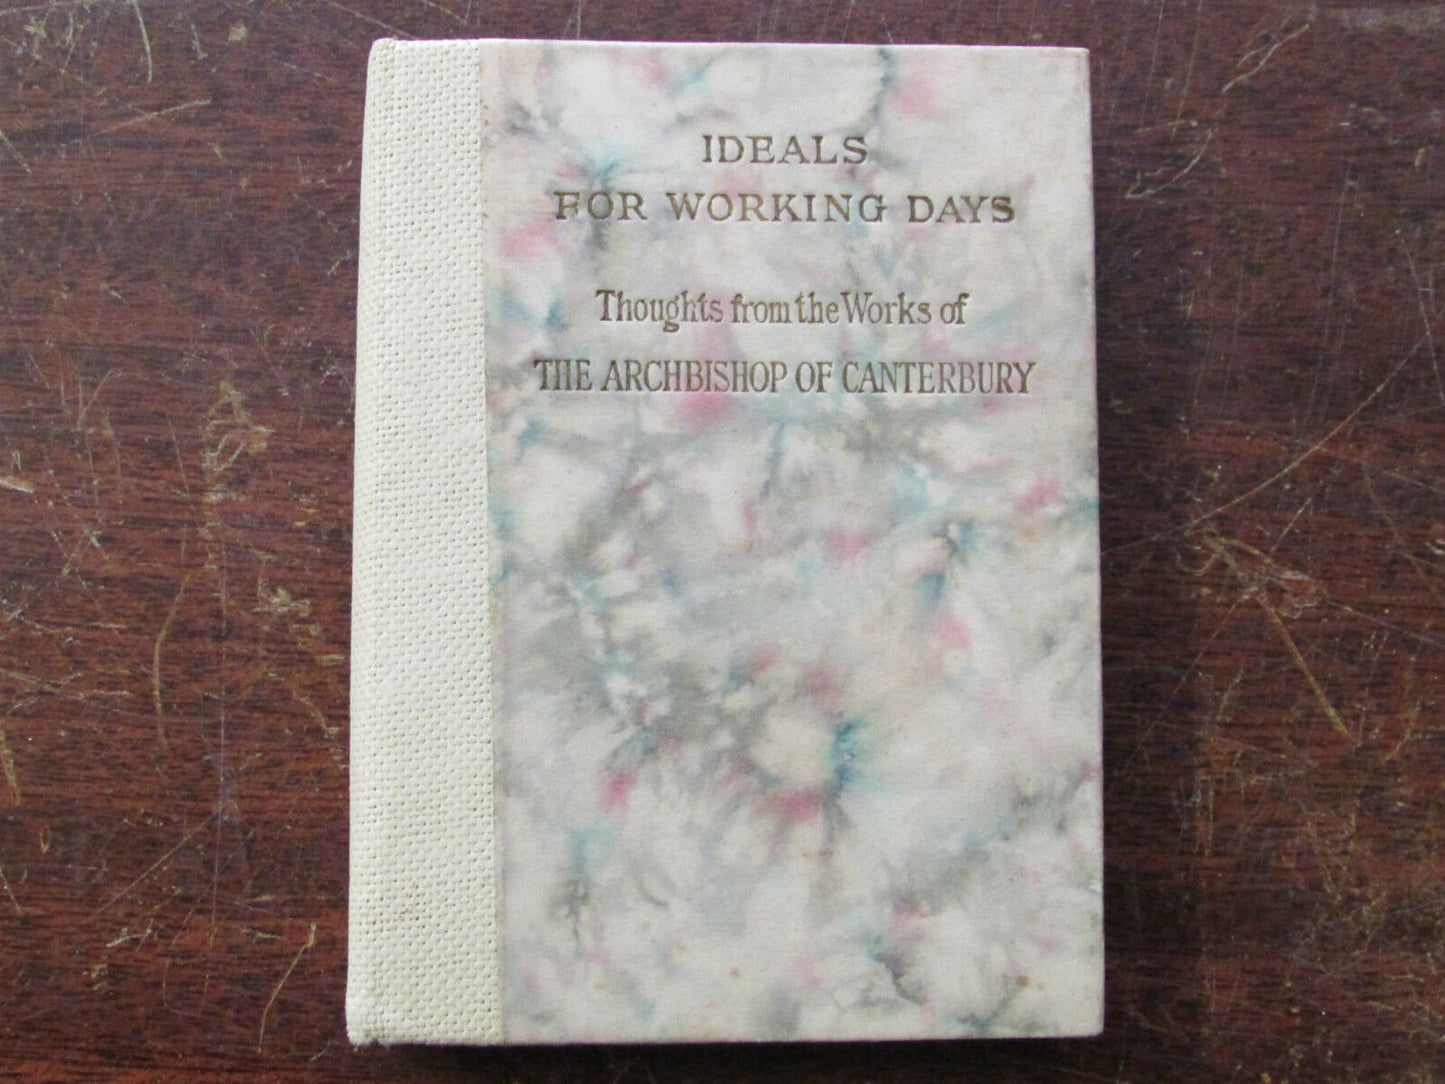 IDEALS
FOR WORKING DAYS
Thoughts from the Works of
THE ARCHBISHOP OF CANTERBURY